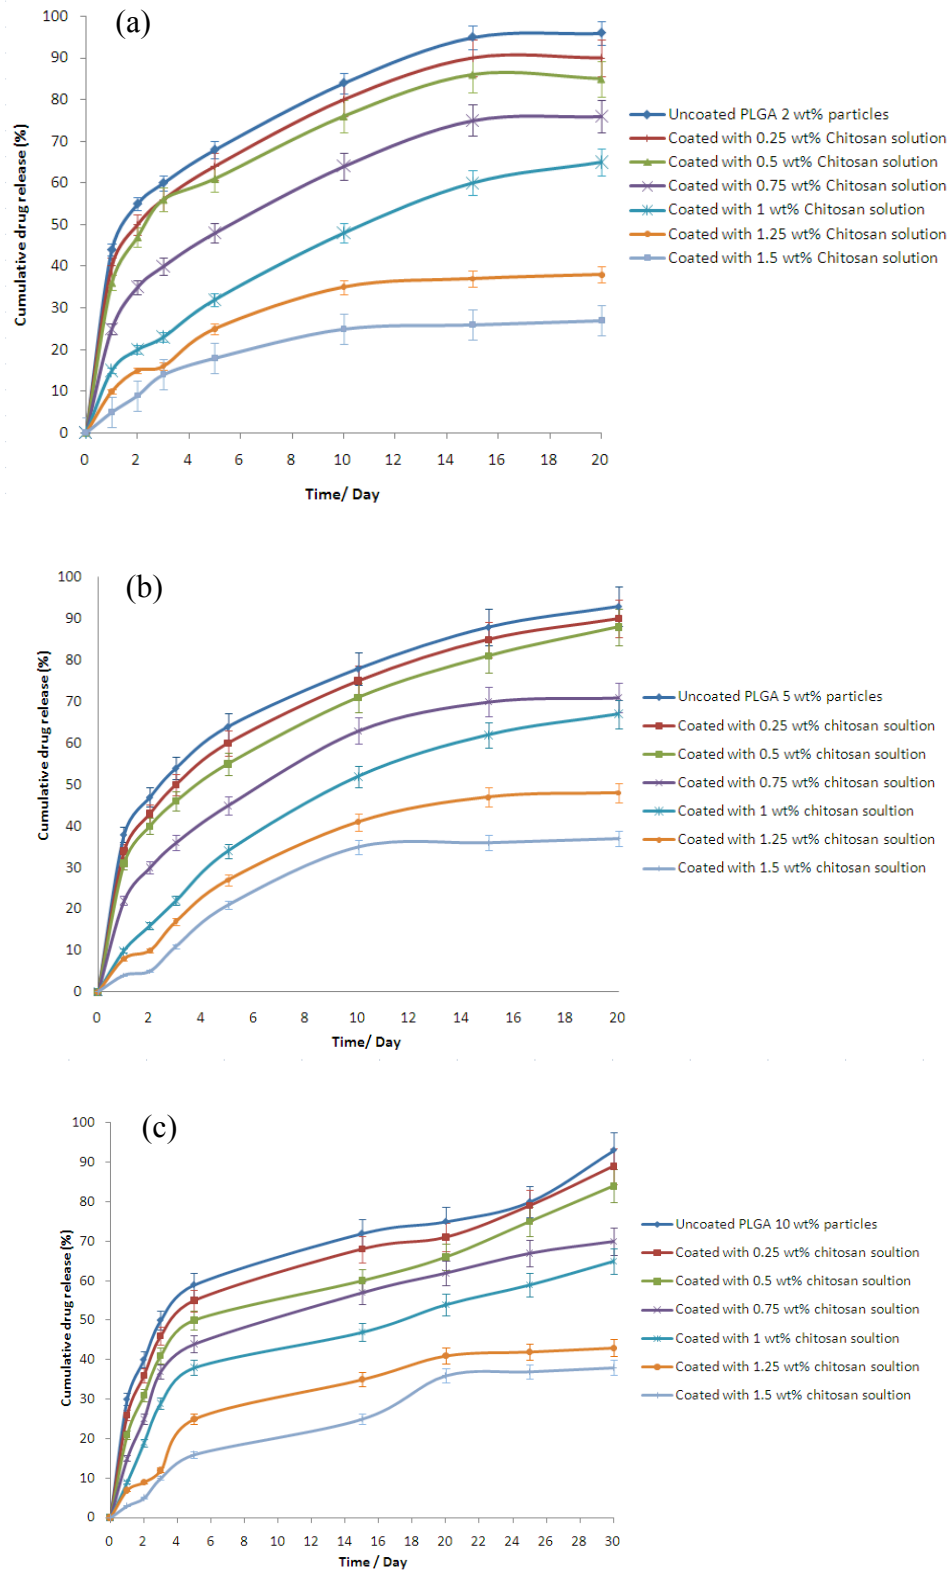 (a)
100
90
80
70
60
50
40
30
20
10
0
Cumulative drug release (%)
0 2 4 6 8 10 12 14 16 18 20
Time/ Day
Uncoated PLGA 2 wt% particles
Coated with 0.25 wt% Chitosan solution
Coated with 0.5 wt% Chitosan solution
Coated with 0.75 wt% Chitosan solution
Coated with 1 wt% Chitosan solution
Coated with 1.25 wt% Chitosan solution
Coated with 1.5 wt% Chitosan solution
(b)
100
90
80
70
60
50
40
30
20
10
0
Cumulative drug release (%)
0 2 4 6 8 10 12 14 16 18 20
Time/ Day
Uncoated PLGA 5 wt% particles
Coated with 0.25 wt% chitosan soultion
Coated with 0.5 wt% chitosan soultion
Coated with 0.75 wt% chitosan soultion
Coated with 1 wt% chitosan soultion
Coated with 1.25 wt% chitosan soultion
Coated with 1.5 wt% chitosan soultion
(c)
100
90
80
70
60
50
40
30
20
10
0
Cumulative drug release (%)
0 2 4 6 8 10 12 14 16 18 20 22 24 26 28 30
Time / Day
Uncoated PLGA 10 wt% particles
Coated with 0.25 wt% chitosan soultion
Coated with 0.5 wt% chitosan soultion
Coated with 0.75 wt% chitosan soultion
Coated with 1 wt% chitosan soultion
Coated with 1.25 wt% chitosan soultion
Coated with 1.5 wt% chitosan soultion